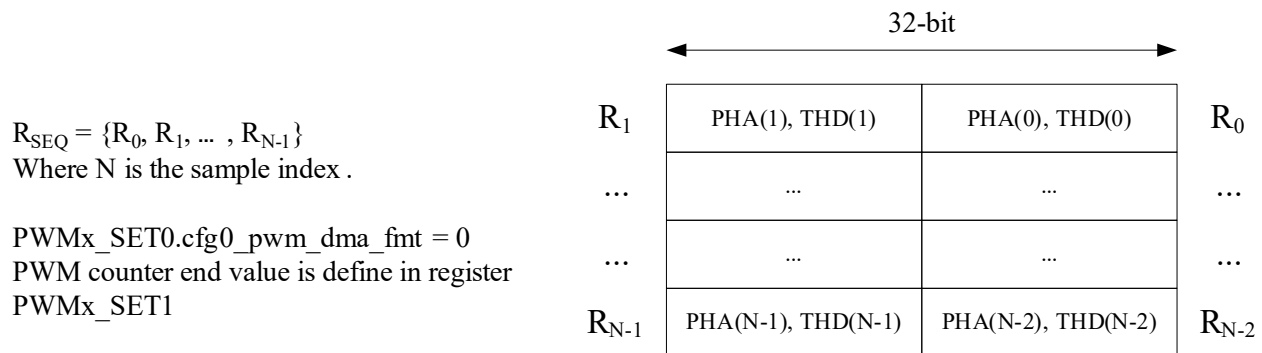 32-bit
R_SEQ = {R_0, R_1, ... , R_N-1}
Where N is the sample index .
PWMx_SET0.cfg0_pwm_dma_fmt = 0
PWM counter end value is define in register
PWMx_SET1
R_1 PHA(1), THD(1) PHA(0), THD(0) R_0
... ... ... ...
... ... ... ...
R_N-1 PHA(N-1), THD(N-1) PHA(N-2), THD(N-2) R_N-2